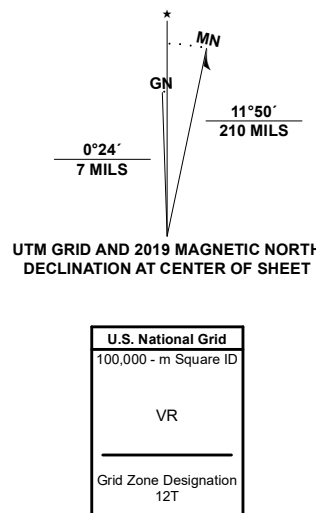 ★
MN
GN
11°50´
210 MILS
0°24´
7 MILS
UTM GRID AND 2019 MAGNETIC NORTH
DECLINATION AT CENTER OF SHEET
U.S. National Grid
100,000 - m Square ID
VR
Grid Zone Designation
12T